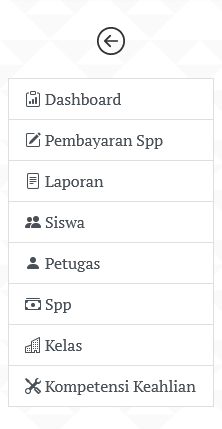 Dashboard
Pembayaran Spp
Laporan
Siswa
Petugas
Spp
Kelas
Kompetensi Keahlian